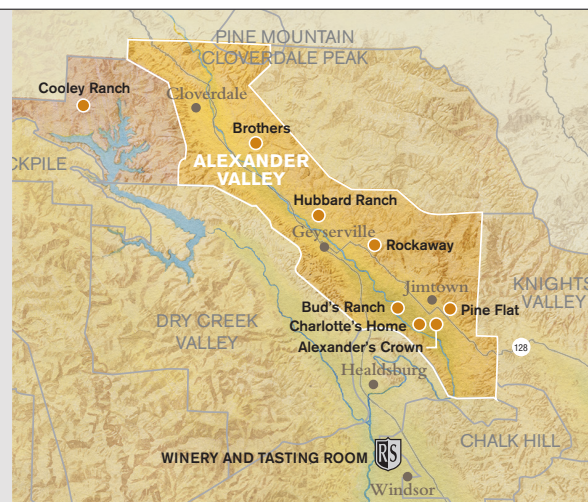 PINE MOUNTAIN
CLOVERDALE PEAK
Cooley Ranch
Cloverdale
Brothers
CKPILE
ALEXANDER
VALLEY
Hubbard Ranch
Geyserville
Rockaway
Jimtown
KNIGHTS
VALLEY
Bud's Ranch
Pine Flat
DRY CREEK
VALLEY
Charlotte's Home
Alexander's Crown
128
Healdsburg
CHALK HILL
WINERY AND TASTING ROOM
RS
Windsor